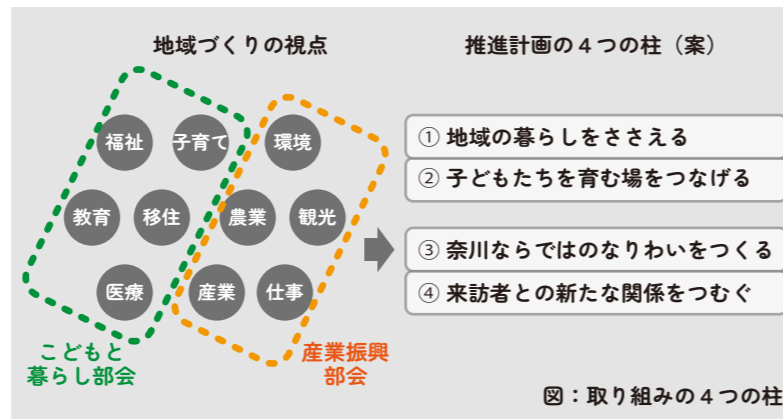 地域づくりの視点
推進計画の4つの柱（案）
福祉
子育て
環境
教育
移住
農業
観光
医療
産業
仕事
こどもと
暮らし部会
産業振興
部会
① 地域の暮らしをささえる
② 子どもたちを育む場をつなげる
③ 奈川ならではのなりわいをつくる
④ 来訪者との新たな関係をつむぐ
図：取り組みの4つの柱